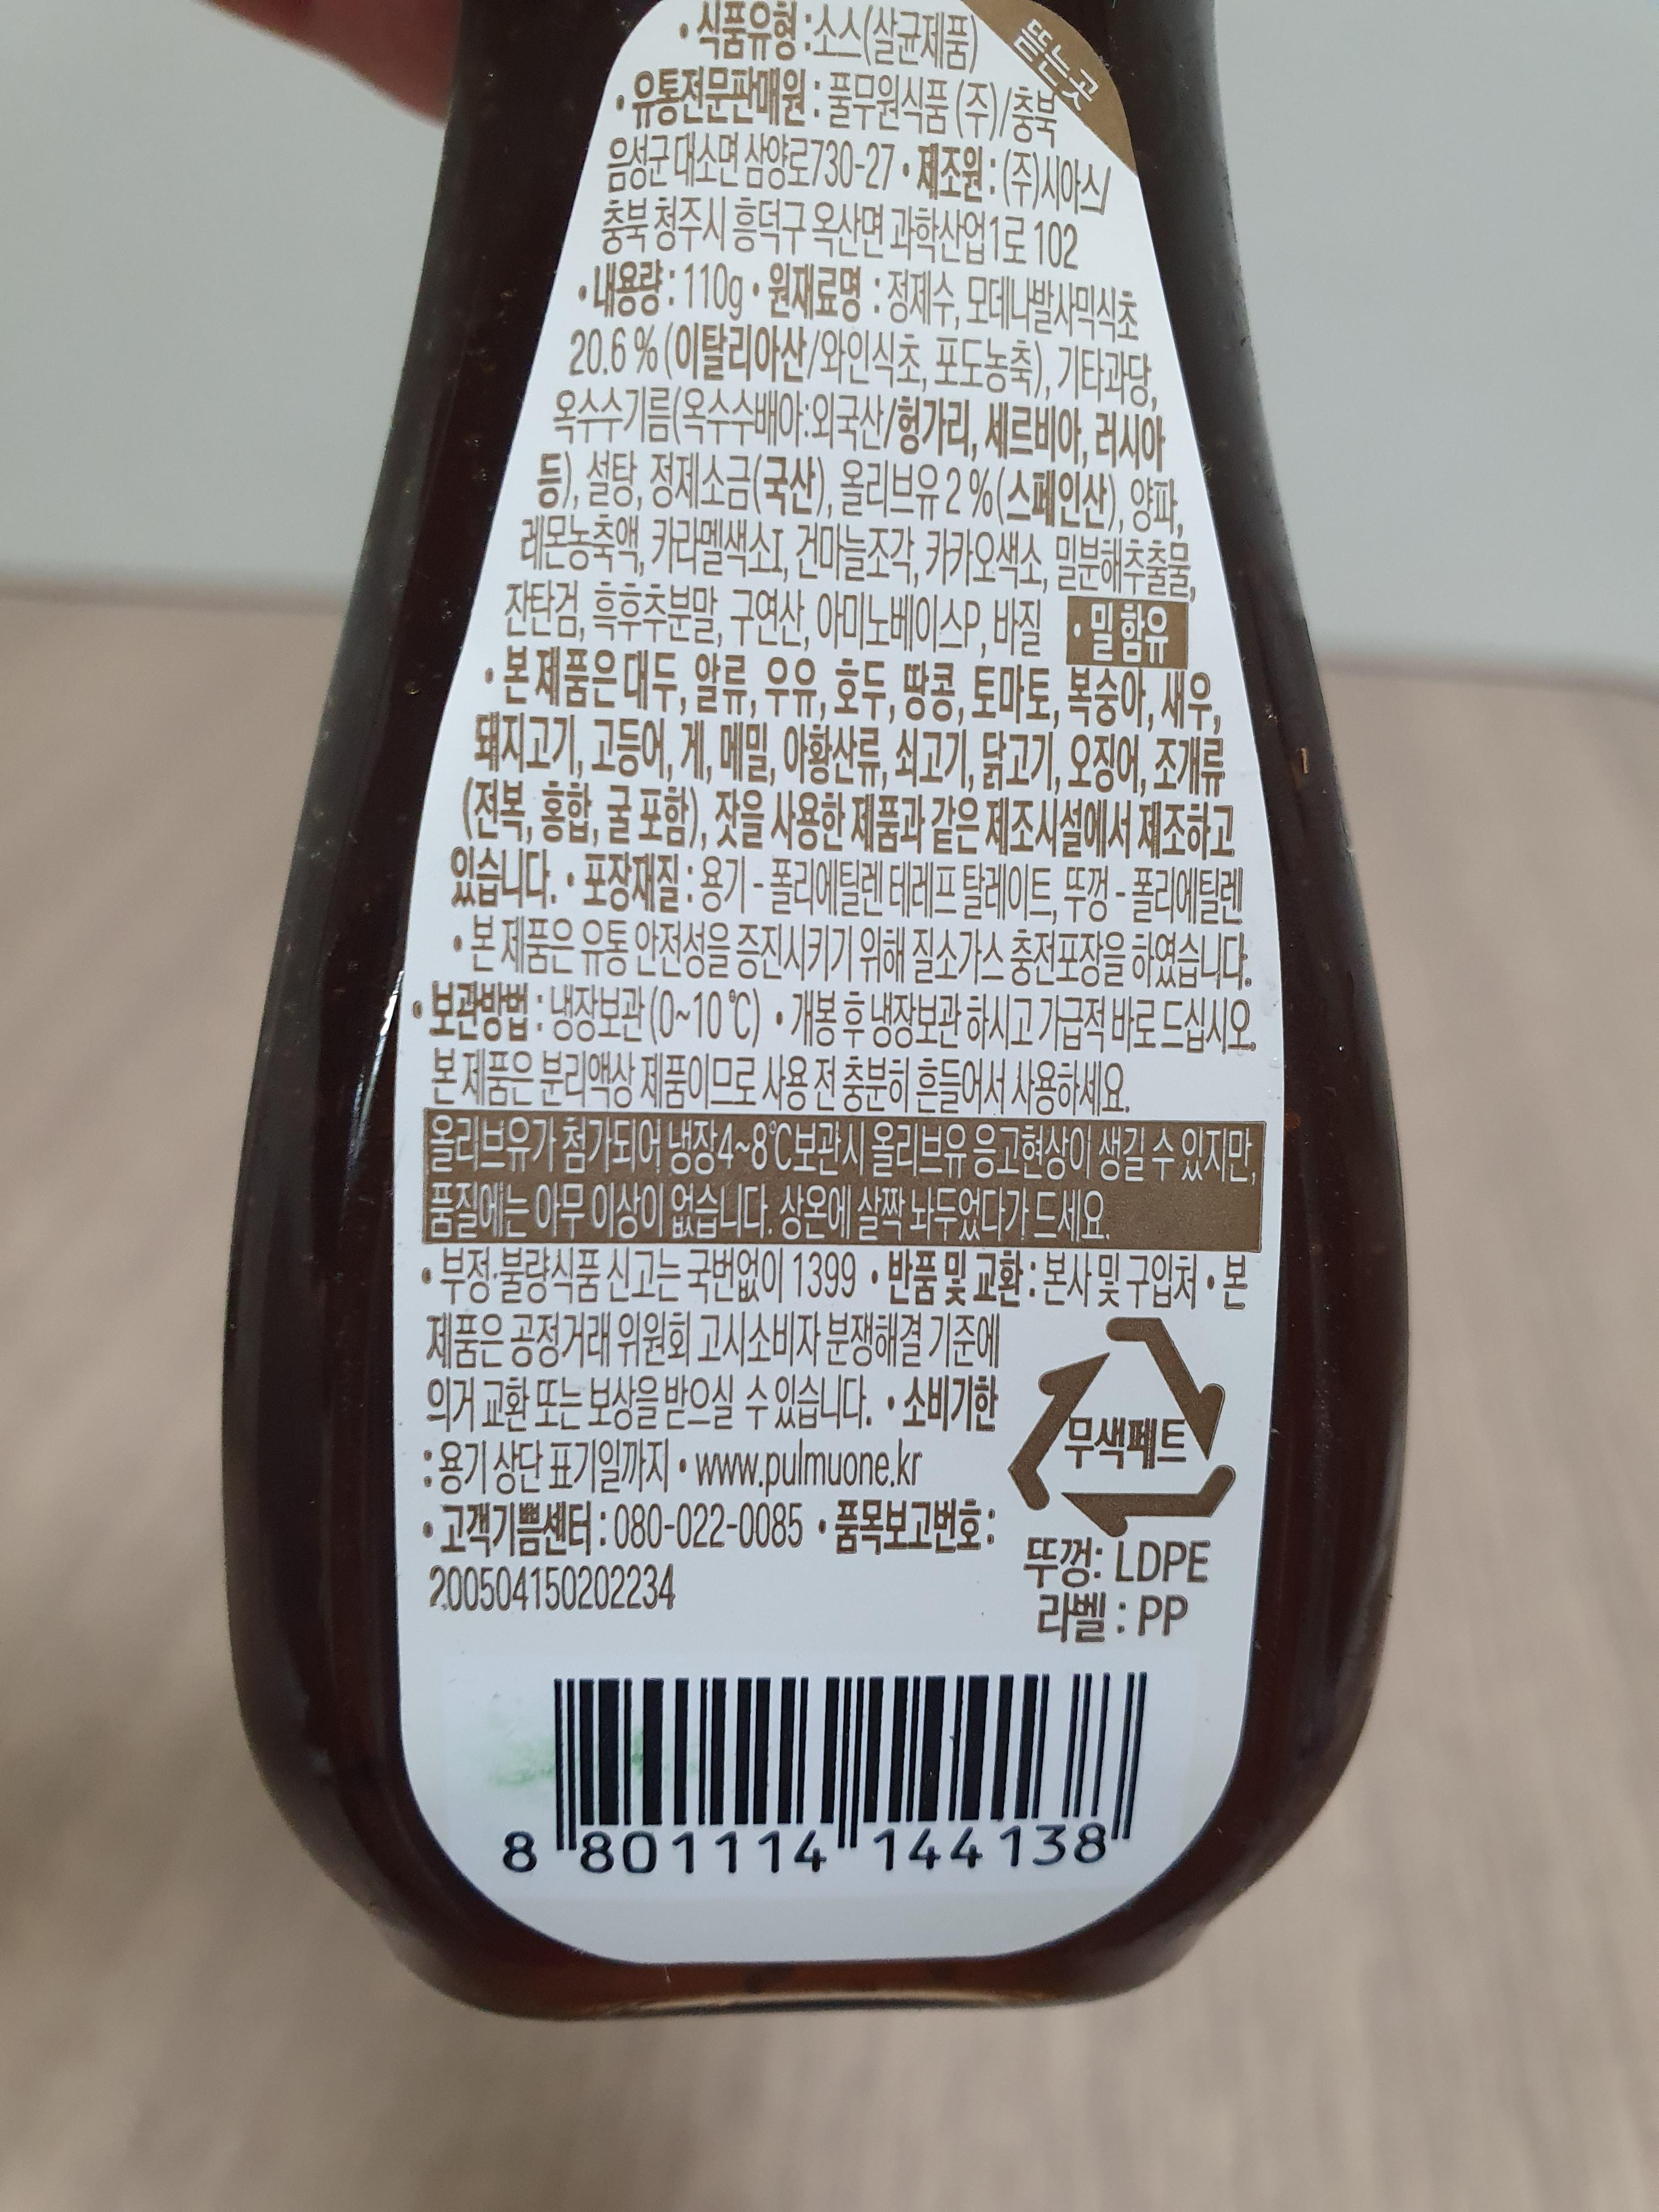 •식품유형:소스(살균제품)
뜯는곳
•유통전문판매원:풀무원식품(주)/충북
음성군 대소면 삼양로730-27•제조원:(주)시아스/
충북 청주시 흥덕구 옥산면 과학산업1로 102
•내용량:110g•원재료명:정제수, 모데나발사믹식초
20.6%(이탈리아산/와인식초, 포도농축), 기타과당,
옥수수기름(옥수수배아:외국산/헝가리, 세르비아, 러시아
등), 설탕, 정제소금(국산), 올리브유 2%(스페인산), 양파,
레몬농축액, 카라멜색소I, 건마늘조각, 카카오색소, 밀분해추출물,
잔탄검, 흑후추분말, 구연산, 아미노베이스P, 바질 •밀 함유
•본 제품은 대두, 알류, 우유, 호두, 땅콩, 토마토, 복숭아, 새우,
돼지고기, 고등어, 게, 메밀, 아황산류, 쇠고기, 닭고기, 오징어, 조개류
(전복, 홍합, 굴 포함), 잣을 사용한 제품과 같은 제조시설에서 제조하고
있습니다.•포장재질:용기-폴리에틸렌 테레프 탈레이트, 뚜껑-폴리에틸렌
•본 제품은 유통 안전성을 증진시키기 위해 질소가스 충전포장을 하였습니다.
•보관방법:냉장보관(0~10℃) •개봉 후 냉장보관 하시고 가급적 바로 드십시오.
본 제품은 분리액상 제품이므로 사용 전 충분히 흔들어서 사용하세요.
올리브유가 첨가되어 냉장4~8℃보관시 올리브유 응고현상이 생길 수 있지만,
품질에는 아무 이상이 없습니다. 상온에 살짝 놔두었다가 드세요.
•부정·불량식품 신고는 국번없이 1399 •반품 및 교환:본사 및 구입처•본
제품은 공정거래 위원회 고시소비자 분쟁해결 기준에
의거 교환 또는 보상을 받으실 수 있습니다. •소비기한
:용기 상단 표기일까지•www.pulmuone.kr
•고객기쁨센터:080-022-0085 •품목보고번호:
200504150202234
무색페트
뚜껑: LDPE
라벨 : PP
8 801114 144138